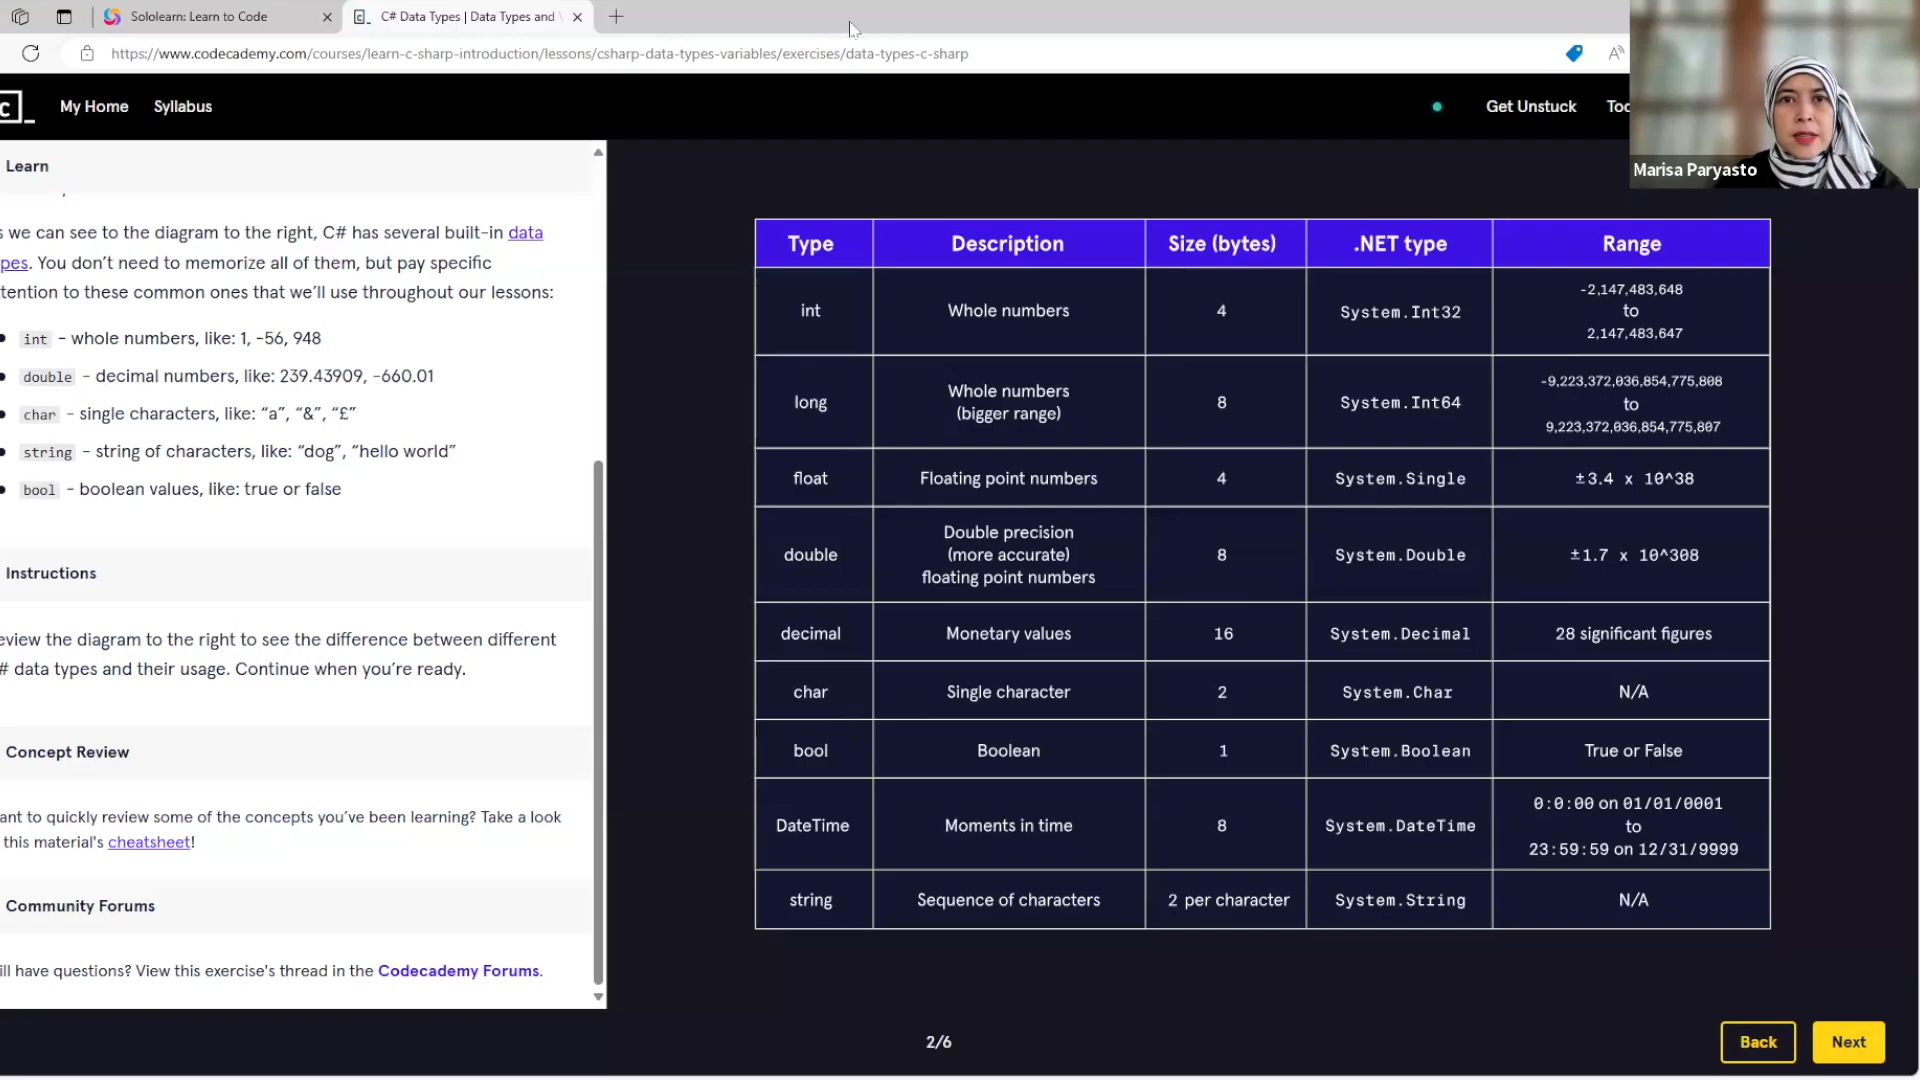 Sololearn: Learn to Code
C# Data Types | Data Types and
https://www.codecademy.com/courses/learn-c-sharp-introduction/lessons/csharp-data-types-variables/exercises/data-types-c-sharp
c_
My Home
Syllabus
Get Unstuck
Too
Marisa Paryasto
Learn
s we can see to the diagram to the right, C# has several built-in data
pes. You don’t need to memorize all of them, but pay specific
tention to these common ones that we’ll use throughout our lessons:
int – whole numbers, like: 1, -56, 948
double – decimal numbers, like: 239.43909, -660.01
char – single characters, like: “a”, “&”, “£”
string – string of characters, like: “dog”, “hello world”
bool – boolean values, like: true or false
Instructions
eview the diagram to the right to see the difference between different
# data types and their usage. Continue when you’re ready.
Concept Review
ant to quickly review some of the concepts you’ve been learning? Take a look
this material's cheatsheet!
Community Forums
ill have questions? View this exercise's thread in the Codecademy Forums.
Type Description Size (bytes) .NET type Range
int Whole numbers 4 System.Int32 -2,147,483,648
to
2,147,483,647
long Whole numbers
(bigger range) 8 System.Int64 -9,223,372,036,854,775,808
to
9,223,372,036,854,775,807
float Floating point numbers 4 System.Single ±3.4 x 10^38
double Double precision
(more accurate)
floating point numbers 8 System.Double ±1.7 x 10^308
decimal Monetary values 16 System.Decimal 28 significant figures
char Single character 2 System.Char N/A
bool Boolean 1 System.Boolean True or False
DateTime Moments in time 8 System.DateTime 0:0:00 on 01/01/0001
to
23:59:59 on 12/31/9999
string Sequence of characters 2 per character System.String N/A
2/6
Back
Next